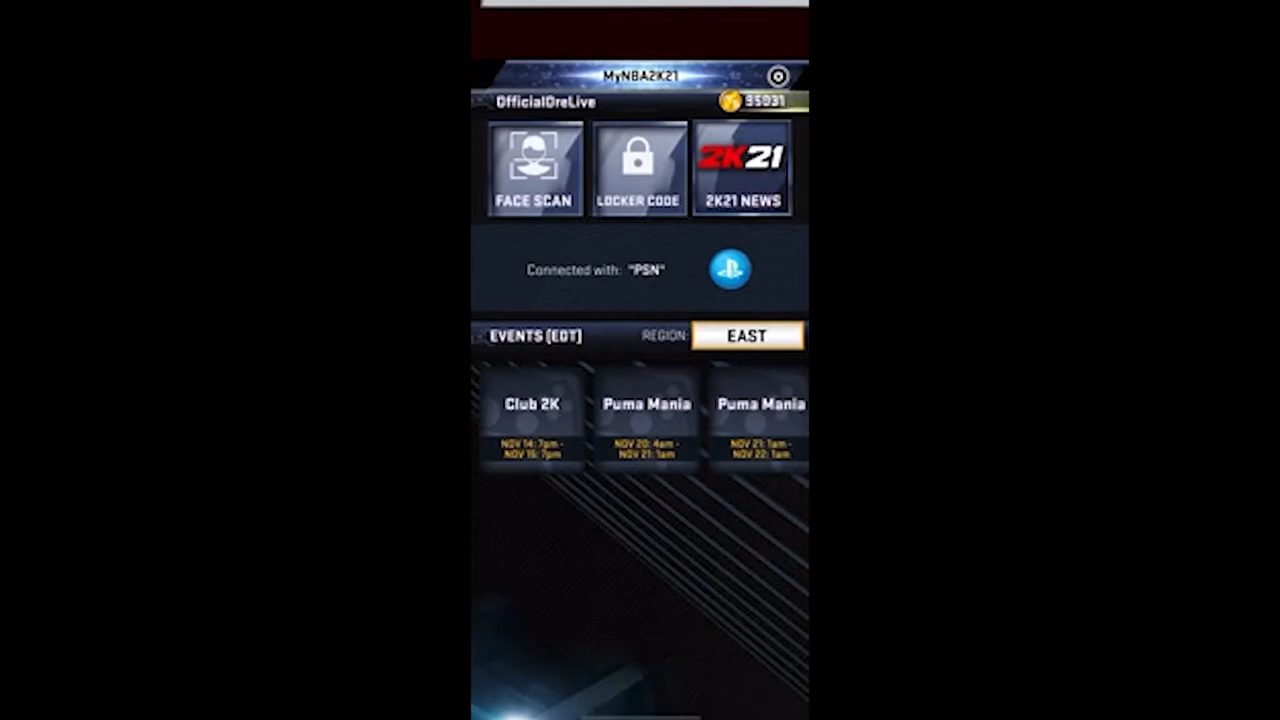 MyNBA2K21
OfficialOreLive
95031
FACE SCAN
LOCKER CODE
2K21
2K21 NEWS
Connected with: "PSN"
EVENTS (EDT)
REGION:
EAST
Club 2K
NOV 14: 7pm -
NOV 15: 7pm
Puma Mania
NOV 20: 4am -
NOV 21: 1am
Puma Mania
NOV 21: 1am -
NOV 22: 1am